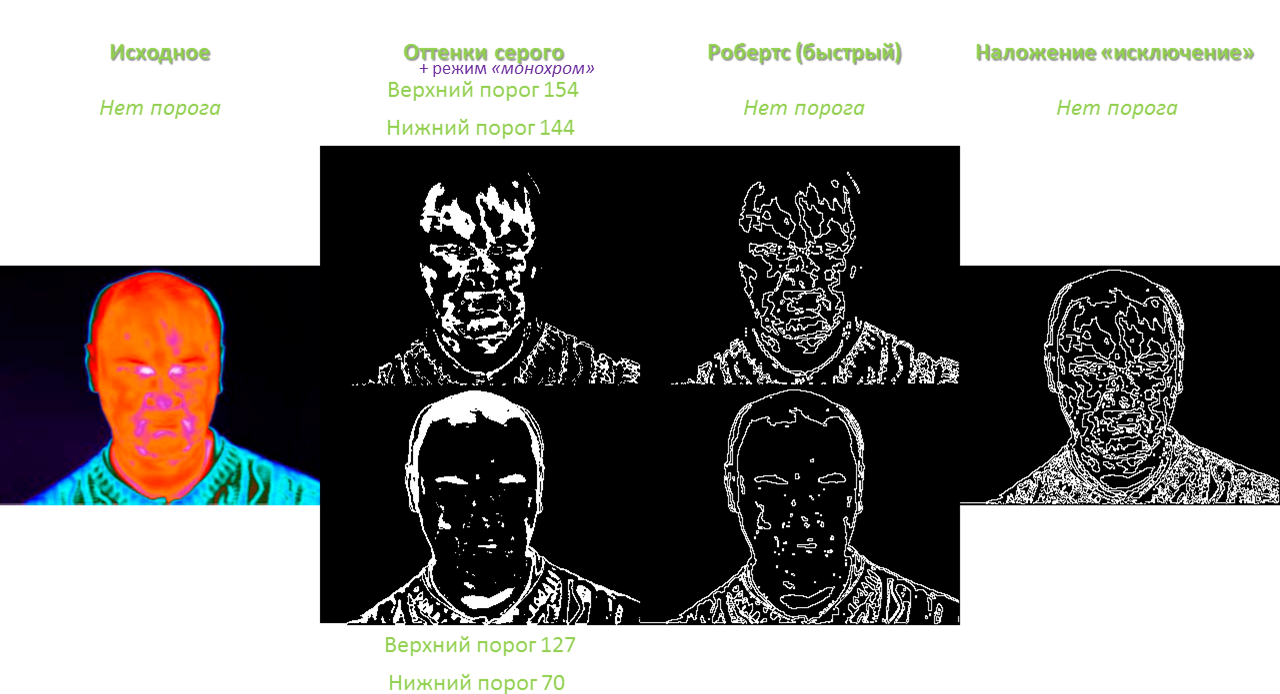 Исходное
Нет порога
Оттенки серого
+ режим «монохром»
Верхний порог 154
Нижний порог 144
Робертс (быстрый)
Нет порога
Наложение «исключение»
Нет порога
Верхний порог 127
Нижний порог 70